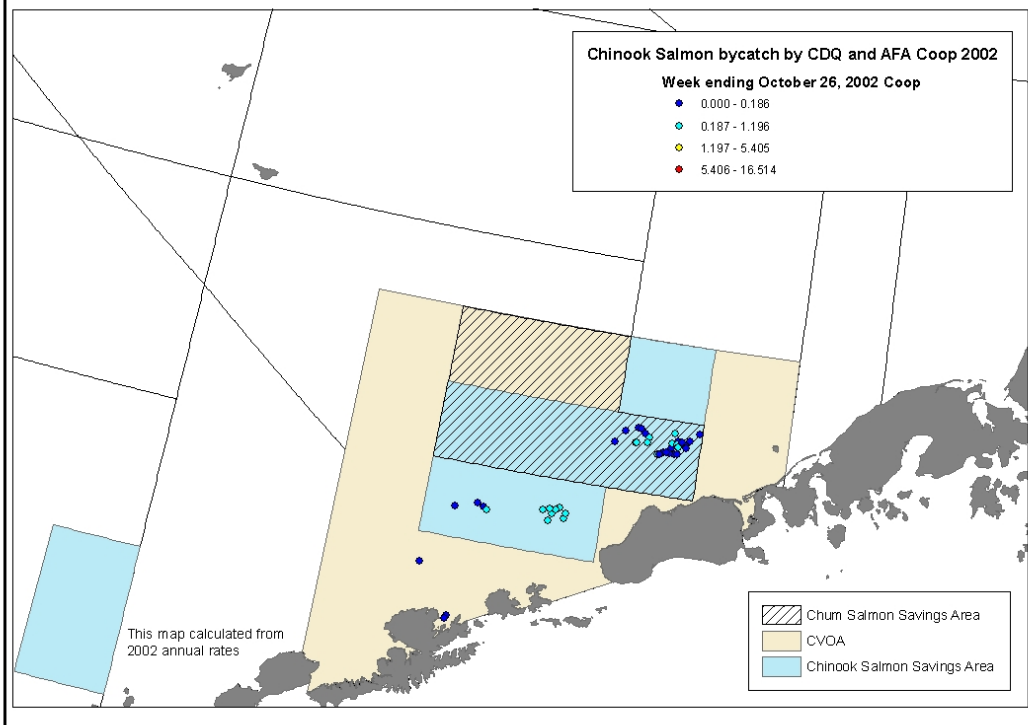 Chinook Salmon bycatch by CDQ and AFA Coop 2002
Week ending October 26, 2002 Coop
0.000 - 0.186
0.187 - 1.196
1.197 - 5.405
5.406 - 16.514
This map calculated from
2002 annual rates
Chum Salmon Savings Area
CVOA
Chinook Salmon Savings Area